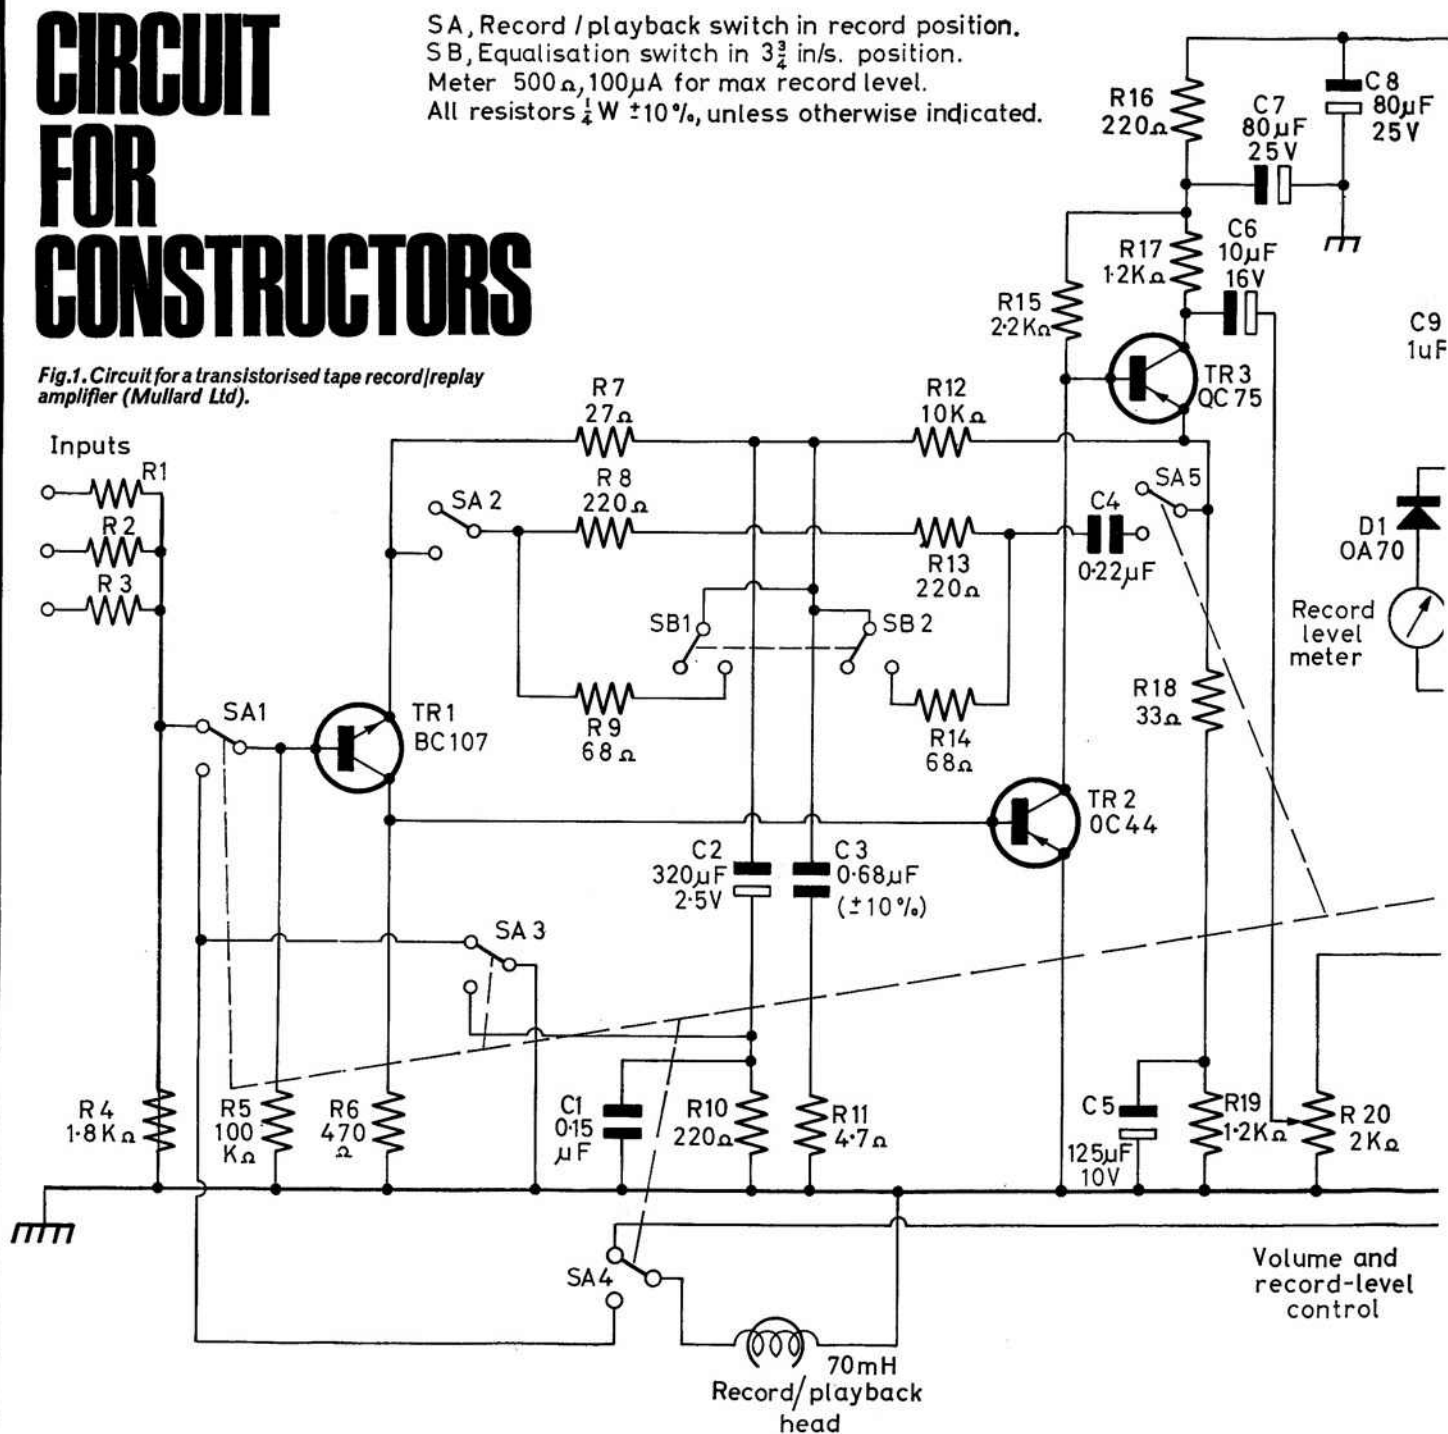 CIRCUIT
FOR
CONSTRUCTORS
SA, Record / playback switch in record position.
SB, Equalisation switch in 3¾ in/s. position.
Meter 500Ω, 100µA for max record level.
All resistors ¼W ±10%, unless otherwise indicated.
Fig.1. Circuit for a transistorised tape record/replay
amplifier (Mullard Ltd).
R16
220Ω
C7
80µF
25V
C8
80µF
25V
R17
1·2KΩ
C6
10µF
16V
R15
2·2KΩ
C9
1uF
TR3
QC75
R7
27Ω
R12
10KΩ
Inputs
R1
R2
R3
SA2
R8
220Ω
R13
220Ω
C4
0·22µF
SA5
D1
OA70
Record
level
meter
SB1
SB2
R9
68Ω
R14
68Ω
R18
33Ω
SA1
TR1
BC107
TR2
OC44
C2
320µF
2·5V
C3
0·68µF
(±10%)
SA3
R4
1·8KΩ
R5
100
KΩ
R6
470
Ω
C1
0·15
µF
R10
220Ω
R11
4·7Ω
C5
125µF
10V
R19
1·2KΩ
R20
2KΩ
SA4
Volume and
record-level
control
70mH
Record/playback
head